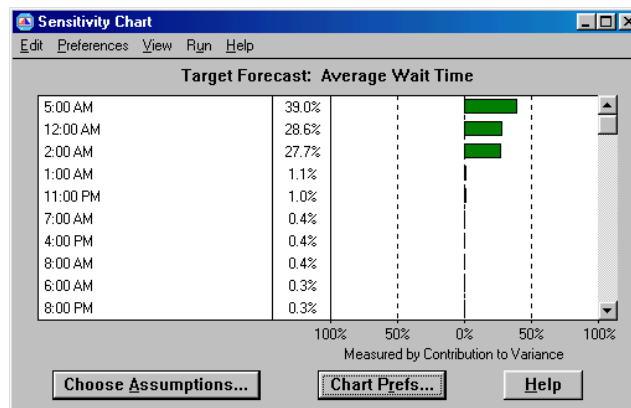 Sensitivity Chart
Edit Preferences View Run Help
Target Forecast: Average Wait Time
5:00 AM 39.0%
12:00 AM 28.6%
2:00 AM 27.7%
1:00 AM 1.1%
11:00 PM 1.0%
7:00 AM 0.4%
4:00 PM 0.4%
8:00 AM 0.4%
6:00 AM 0.3%
8:00 PM 0.3%
100% 50% 0% 50% 100%
Measured by Contribution to Variance
Choose Assumptions... Chart Prefs... Help